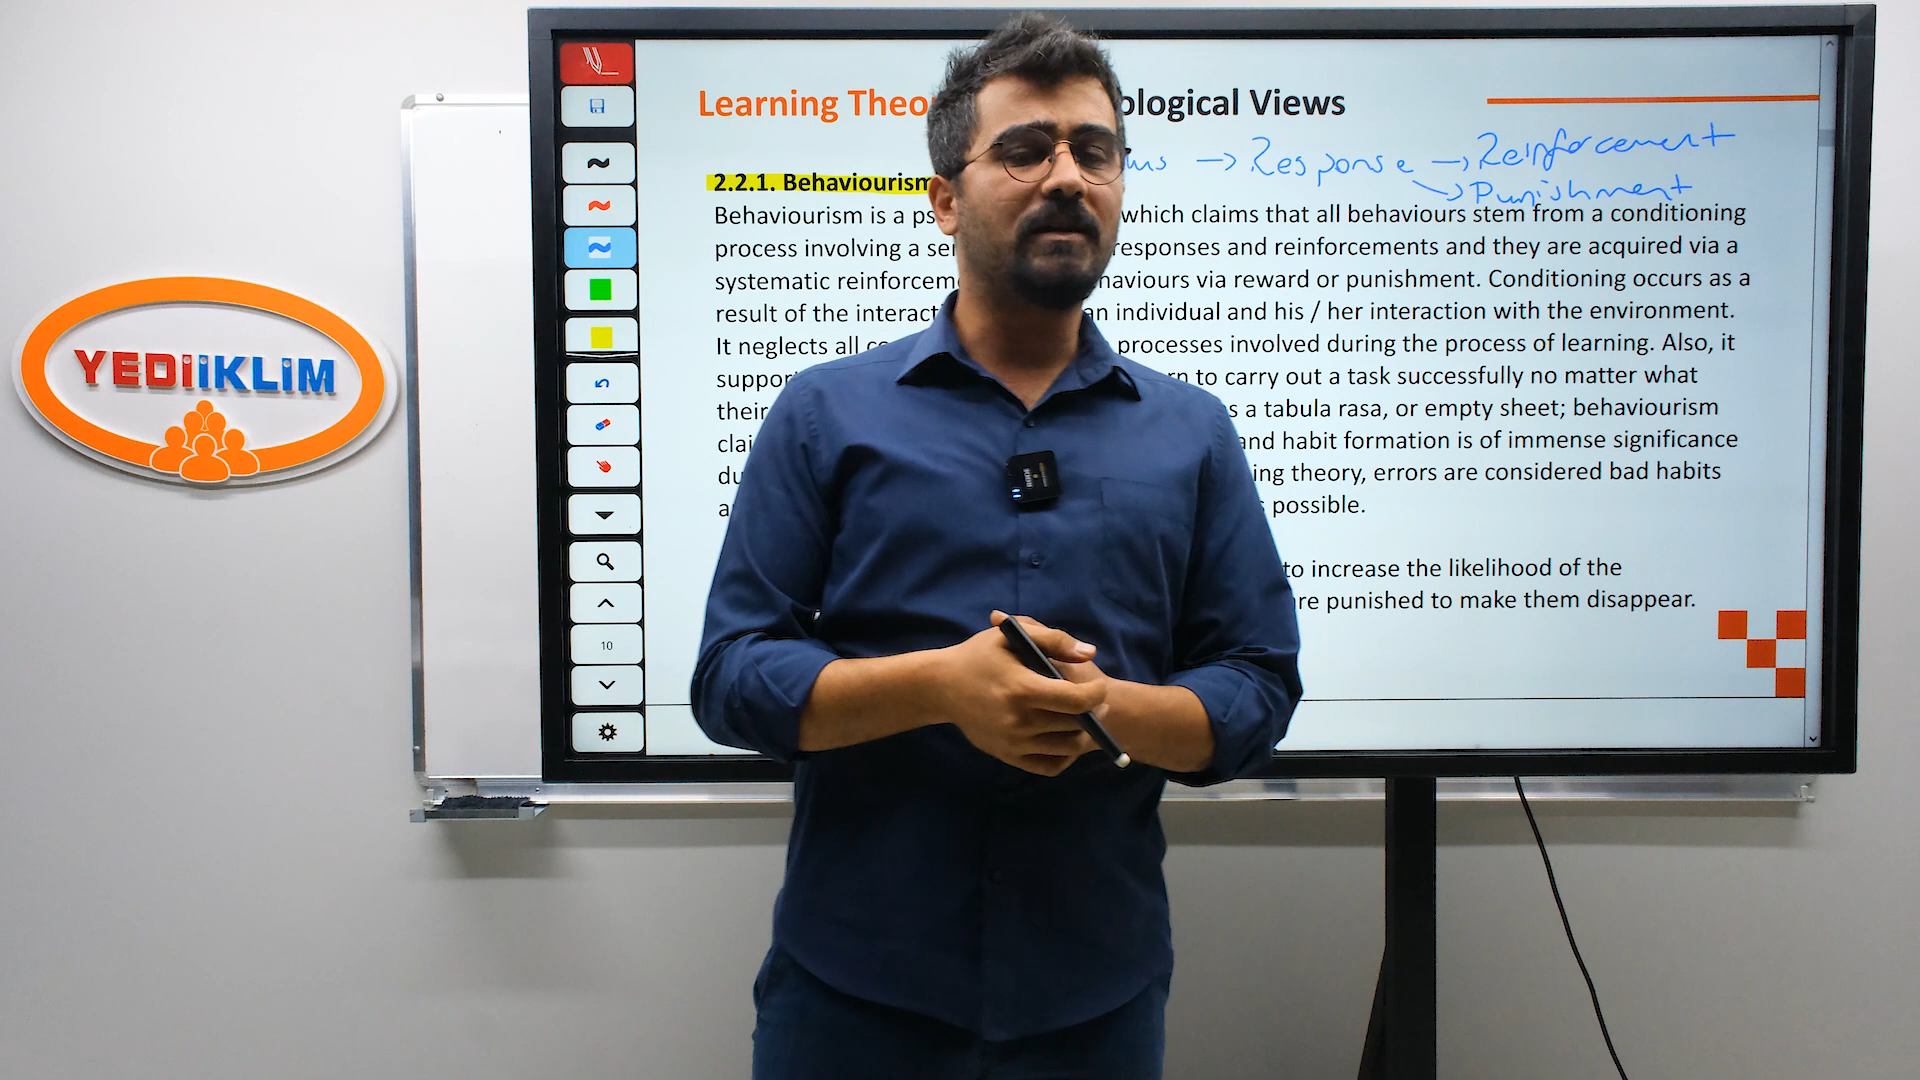 YEDİİKLİM
Learning Theo ological Views
us → Response → Reinforcement
→ Punishment
2.2.1. Behaviourism
Behaviourism is a ps which claims that all behaviours stem from a conditioning
process involving a se responses and reinforcements and they are acquired via a
systematic reinforcem haviours via reward or punishment. Conditioning occurs as a
result of the interact an individual and his / her interaction with the environment.
It neglects all co processes involved during the process of learning. Also, it
suppor rn to carry out a task successfully no matter what
their s a tabula rasa, or empty sheet; behaviourism
clai and habit formation is of immense significance
du ing theory, errors are considered bad habits
a s possible.
to increase the likelihood of the
re punished to make them disappear.
10
RODE